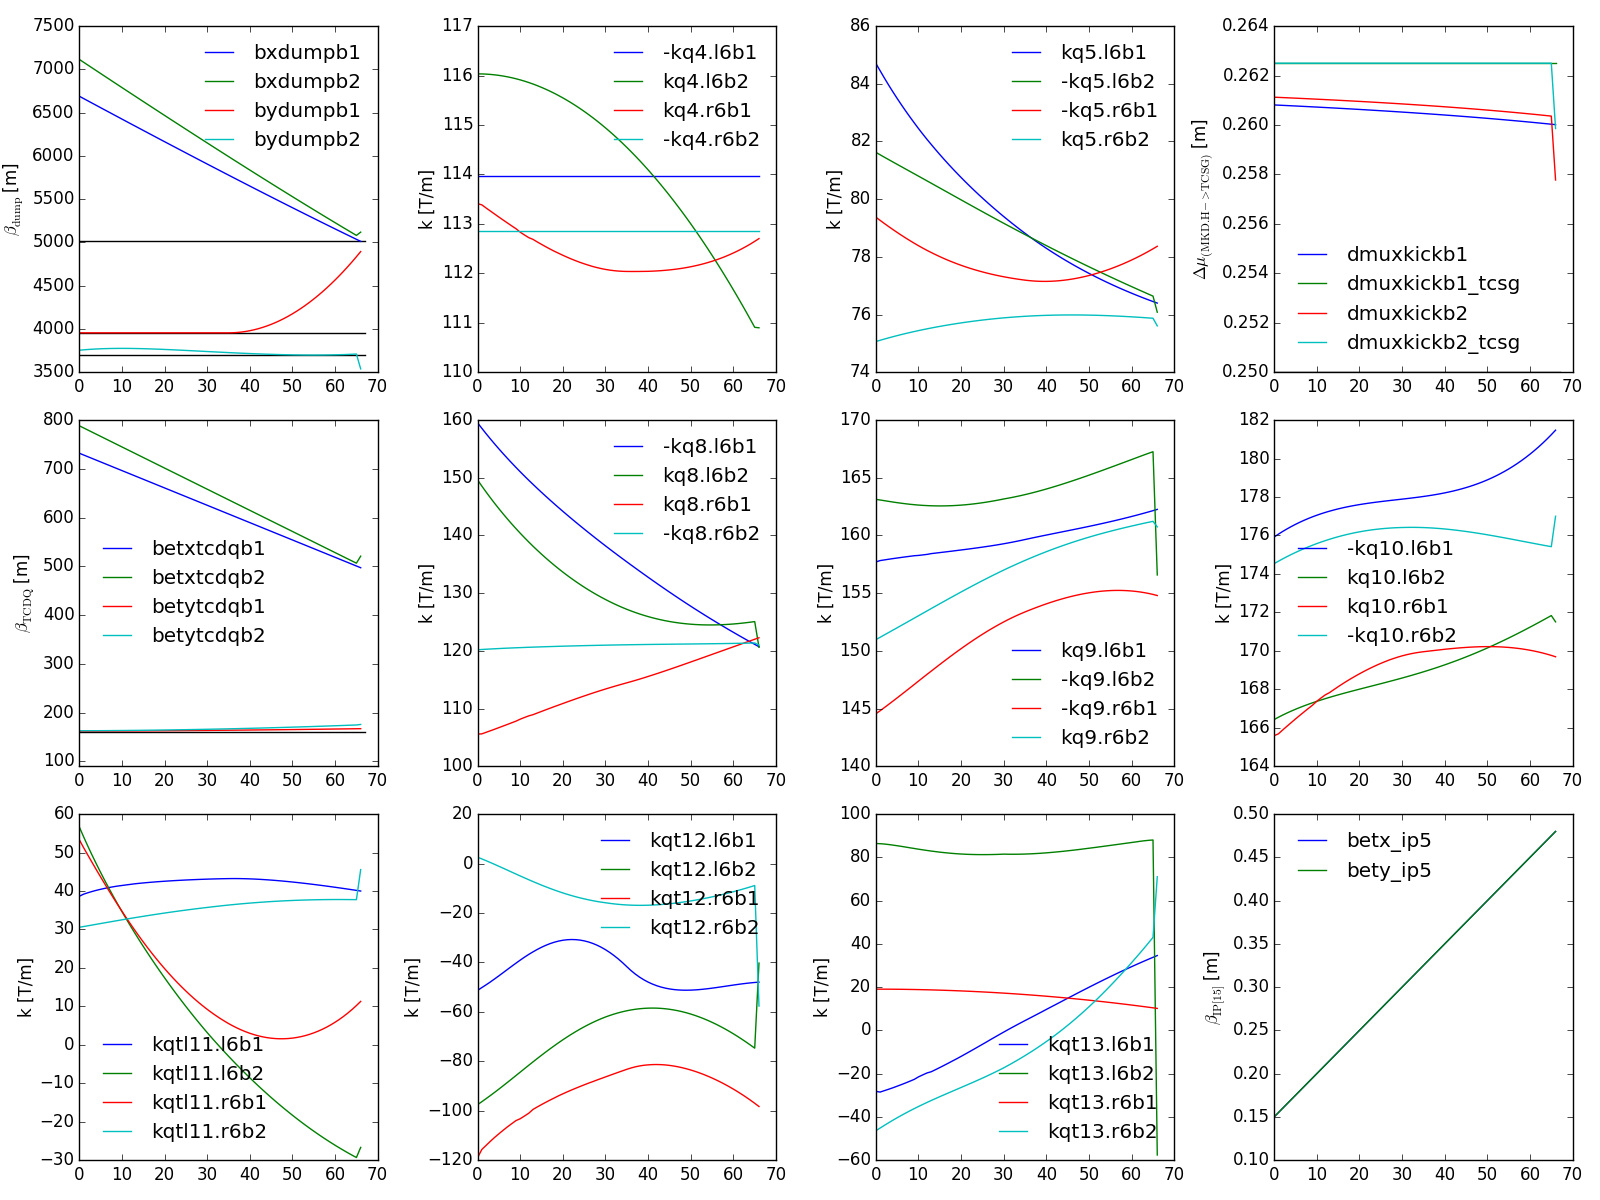 7500
7000
6500
6000
5500
5000
4500
4000
3500
0 10 20 30 40 50 60 70
β_dump [m]
bxdumpb1
bxdumpb2
bydumpb1
bydumpb2
117
116
115
114
113
112
111
110
0 10 20 30 40 50 60 70
k [T/m]
-kq4.l6b1
kq4.l6b2
kq4.r6b1
-kq4.r6b2
86
84
82
80
78
76
74
0 10 20 30 40 50 60 70
k [T/m]
kq5.l6b1
-kq5.l6b2
-kq5.r6b1
kq5.r6b2
0.264
0.262
0.260
0.258
0.256
0.254
0.252
0.250
0 10 20 30 40 50 60 70
Δμ_(MKD.H−>TCSG) [m]
dmuxkickb1
dmuxkickb1_tcsg
dmuxkickb2
dmuxkickb2_tcsg
800
700
600
500
400
300
200
100
0 10 20 30 40 50 60 70
β_TCDQ [m]
betxtcdqb1
betxtcdqb2
betytcdqb1
betytcdqb2
160
150
140
130
120
110
100
0 10 20 30 40 50 60 70
k [T/m]
-kq8.l6b1
kq8.l6b2
kq8.r6b1
-kq8.r6b2
170
165
160
155
150
145
140
0 10 20 30 40 50 60 70
k [T/m]
kq9.l6b1
-kq9.l6b2
-kq9.r6b1
kq9.r6b2
182
180
178
176
174
172
170
168
166
164
0 10 20 30 40 50 60 70
k [T/m]
-kq10.l6b1
kq10.l6b2
kq10.r6b1
-kq10.r6b2
60
50
40
30
20
10
0
−10
−20
−30
0 10 20 30 40 50 60 70
k [T/m]
kqtl11.l6b1
kqtl11.l6b2
kqtl11.r6b1
kqtl11.r6b2
20
0
−20
−40
−60
−80
−100
−120
0 10 20 30 40 50 60 70
k [T/m]
kqt12.l6b1
kqt12.l6b2
kqt12.r6b1
kqt12.r6b2
100
80
60
40
20
0
−20
−40
−60
0 10 20 30 40 50 60 70
k [T/m]
kqt13.l6b1
kqt13.l6b2
kqt13.r6b1
kqt13.r6b2
0.50
0.45
0.40
0.35
0.30
0.25
0.20
0.15
0.10
0 10 20 30 40 50 60 70
β_IP[15] [m]
betx_ip5
bety_ip5